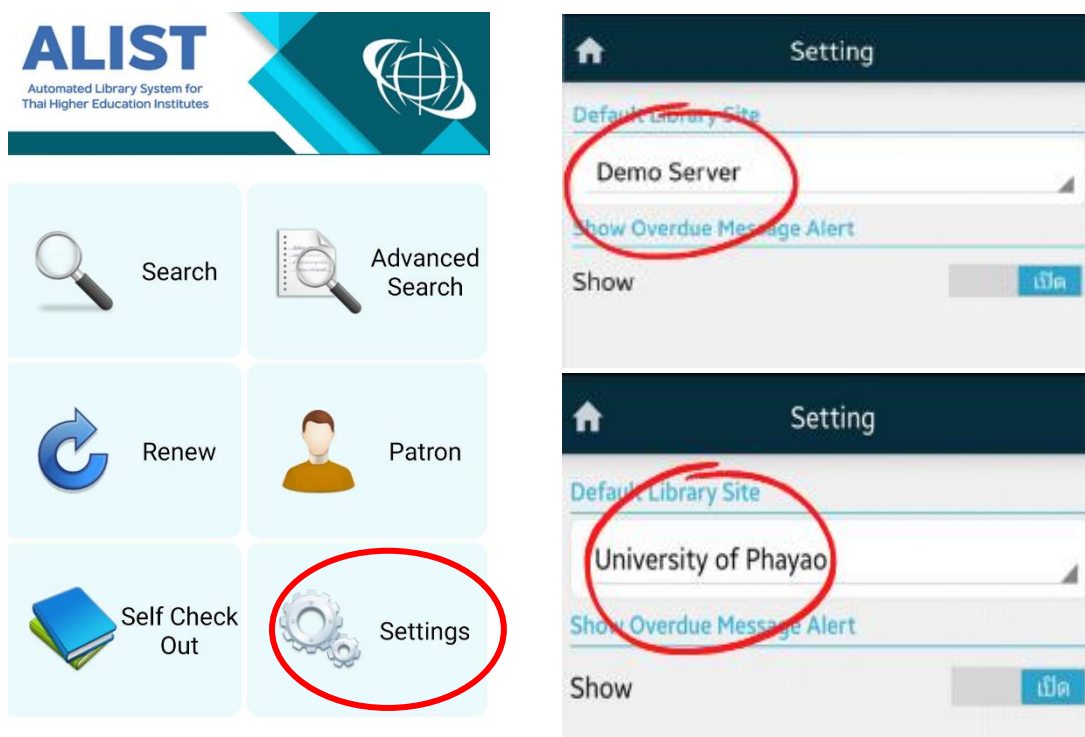 ALIST
Automated Library System for
Thai Higher Education Institutes
Search
Advanced
Search
Renew
Patron
Self Check
Out
Settings
Setting
Default Library Site
Demo Server
Show Overdue Message Alert
Show
เปิด
Setting
Default Library Site
University of Phayao
Show Overdue Message Alert
Show
เปิด